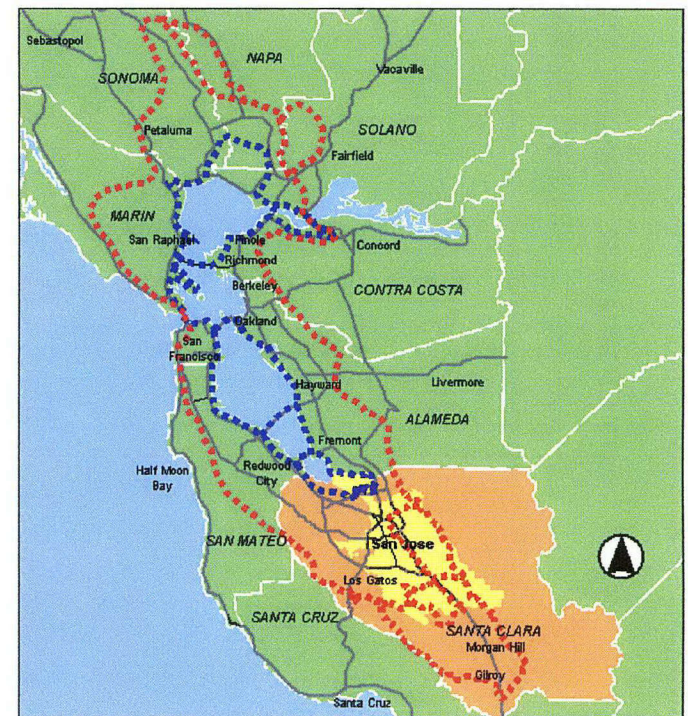 Sebastopol
NAPA
Vacaville
SONOMA
Petaluma
SOLANO
Fairfield
MARIN
San Raphael
Pinole
Concord
Richmond
Berkeley
CONTRA COSTA
Oakland
San
Francisco
Hayward
Livermore
ALAMEDA
Fremont
Half Moon
Bay
Redwood
City
SAN MATEO
San Jose
Los Gatos
SANTA CRUZ
SANTA CLARA
Morgan Hill
Gilroy
Santa Cruz